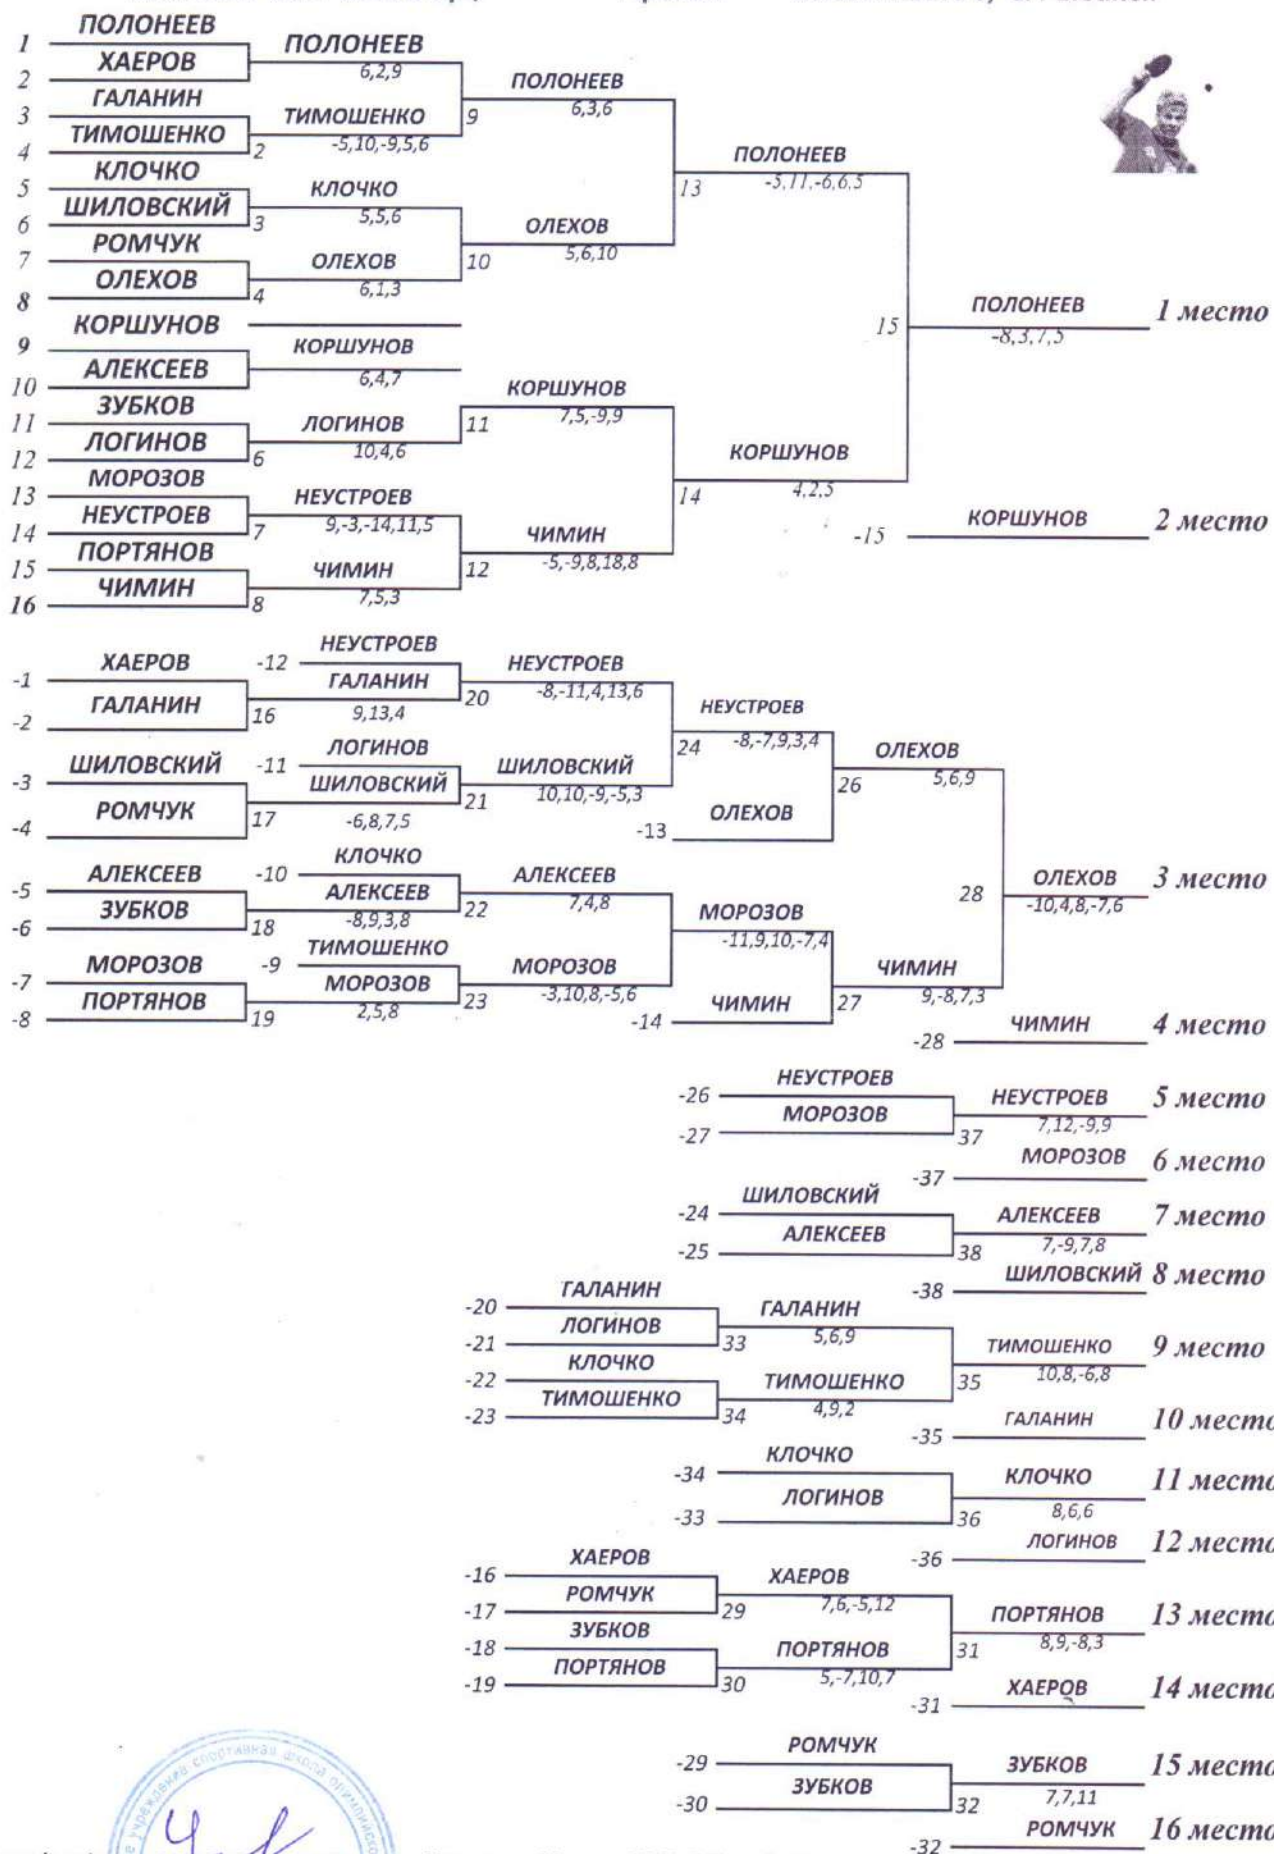 ПОЛОНЕЕВ
1
ХАЕРОВ
2
ПОЛОНЕЕВ
6,2,9
ГАЛАНИН
3
ТИМОШЕНКО
4
2
ТИМОШЕНКО
-5,10,-9,5,6
9
ПОЛОНЕЕВ
6,3,6
КЛОЧКО
5
ШИЛОВСКИЙ
6
3
КЛОЧКО
5,5,6
РОМЧУК
7
ОЛЕХОВ
8
4
ОЛЕХОВ
6,1,3
10
ОЛЕХОВ
5,6,10
13
ПОЛОНЕЕВ
-5,11,-6,6,5
КОРШУНОВ
9
АЛЕКСЕЕВ
10
КОРШУНОВ
6,4,7
ЗУБКОВ
11
ЛОГИНОВ
12
6
ЛОГИНОВ
10,4,6
11
КОРШУНОВ
7,5,-9,9
МОРОЗОВ
13
НЕУСТРОЕВ
14
7
НЕУСТРОЕВ
9,-3,-14,11,5
ПОРТЯНОВ
15
ЧИМИН
16
8
ЧИМИН
7,5,3
12
ЧИМИН
-5,-9,8,18,8
14
КОРШУНОВ
4,2,5
15
ПОЛОНЕЕВ
-8,3,7,5
1 место
-15
КОРШУНОВ
2 место
ХАЕРОВ
-1
ГАЛАНИН
-2
16
-12
НЕУСТРОЕВ
ГАЛАНИН
9,13,4
20
НЕУСТРОЕВ
-8,-11,4,13,6
ШИЛОВСКИЙ
-3
РОМЧУК
-4
17
-11
ЛОГИНОВ
ШИЛОВСКИЙ
-6,8,7,5
21
ШИЛОВСКИЙ
10,10,-9,-5,3
24
НЕУСТРОЕВ
-8,-7,9,3,4
-13
ОЛЕХОВ
26
ОЛЕХОВ
5,6,9
АЛЕКСЕЕВ
-5
ЗУБКОВ
-6
18
-10
КЛОЧКО
АЛЕКСЕЕВ
-8,9,3,8
22
АЛЕКСЕЕВ
7,4,8
МОРОЗОВ
-7
ПОРТЯНОВ
-8
19
-9
ТИМОШЕНКО
МОРОЗОВ
2,5,8
23
МОРОЗОВ
-3,10,8,-5,6
МОРОЗОВ
-11,9,10,-7,4
-14
ЧИМИН
27
ЧИМИН
9,-8,7,3
28
ОЛЕХОВ
-10,4,8,-7,6
3 место
-28
ЧИМИН
4 место
-26
НЕУСТРОЕВ
-27
МОРОЗОВ
37
НЕУСТРОЕВ
7,12,-9,9
5 место
-37
МОРОЗОВ
6 место
-24
ШИЛОВСКИЙ
-25
АЛЕКСЕЕВ
38
АЛЕКСЕЕВ
7,-9,7,8
7 место
-38
ШИЛОВСКИЙ
8 место
-20
ГАЛАНИН
-21
ЛОГИНОВ
33
ГАЛАНИН
5,6,9
-22
КЛОЧКО
-23
ТИМОШЕНКО
34
ТИМОШЕНКО
4,9,2
35
ТИМОШЕНКО
10,8,-6,8
9 место
-35
ГАЛАНИН
10 место
-34
КЛОЧКО
-33
ЛОГИНОВ
36
КЛОЧКО
8,6,6
11 место
-36
ЛОГИНОВ
12 место
-16
ХАЕРОВ
-17
РОМЧУК
29
ХАЕРОВ
7,6,-5,12
-18
ЗУБКОВ
-19
ПОРТЯНОВ
30
ПОРТЯНОВ
5,-7,10,7
31
ПОРТЯНОВ
8,9,-8,3
13 место
-31
ХАЕРОВ
14 место
-29
РОМЧУК
-30
ЗУБКОВ
32
ЗУБКОВ
7,7,11
15 место
-32
РОМЧУК
16 место
учреждение спортивная школа